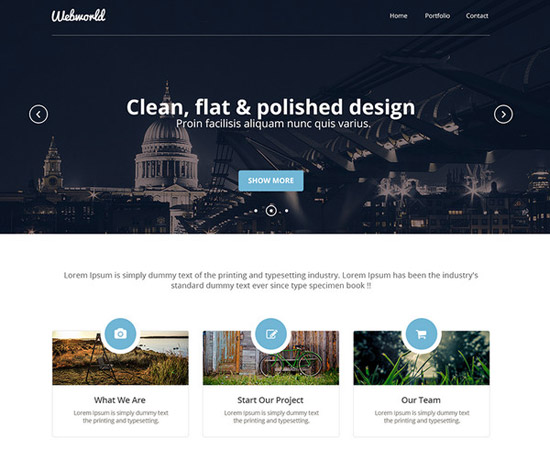 Webworld
Home Portfolio Contact
Clean, flat & polished design
Proin facilisis aliquam nunc quis varius.
SHOW MORE
Lorem Ipsum is simply dummy text of the printing and typesetting industry. Lorem Ipsum has been the industry's
standard dummy text ever since type specimen book !!
What We Are
Lorem Ipsum is simply dummy text
the printing and typesetting.
Start Our Project
Lorem Ipsum is simply dummy text
the printing and typesetting.
Our Team
Lorem Ipsum is simply dummy text
the printing and typesetting.